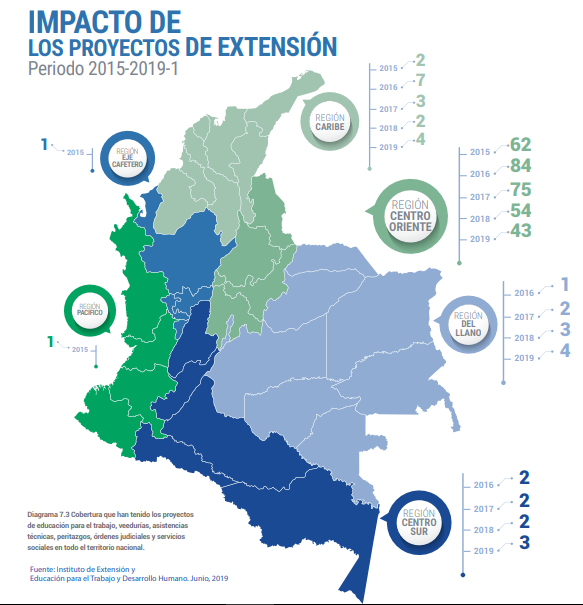 IMPACTO DE
LOS PROYECTOS DE EXTENSIÓN
Periodo 2015-2019-1
REGIÓN
CARIBE
2015 2
2016 7
2017 3
2018 2
2019 4
REGIÓN
EJE
CAFETERO
1 2015
REGIÓN
CENTRO
ORIENTE
2015 62
2016 84
2017 75
2018 54
2019 43
REGIÓN
PACÍFICO
1 2015
REGIÓN
DEL
LLANO
2016 1
2017 2
2018 3
2019 4
REGIÓN
CENTRO
SUR
2016 2
2017 2
2018 2
2019 3
Diagrama 7.3 Cobertura que han tenido los proyectos
de educación para el trabajo, veedurías, asistencias
técnicas, peritazgos, órdenes judiciales y servicios
sociales en todo el territorio nacional.
Fuente: Instituto de Extensión y
Educación para el Trabajo y Desarrollo Humano. Junio, 2019